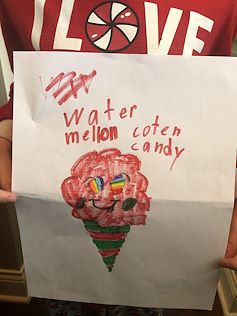 I LOVE
water
mellon coten
candy